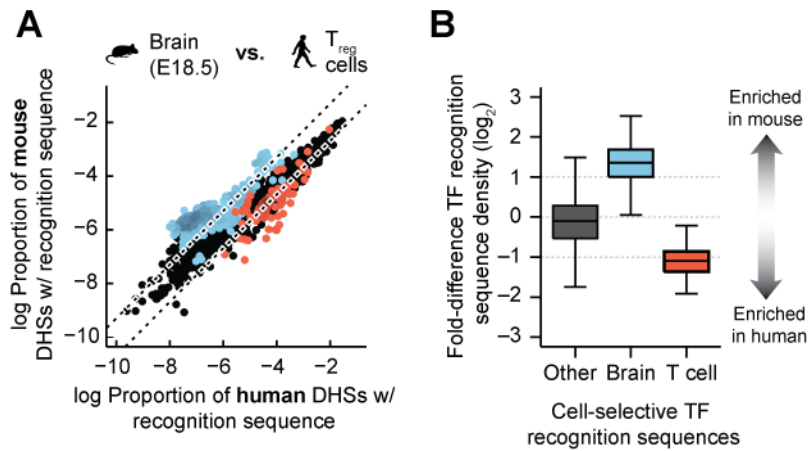 A
Brain
(E18.5)
vs.
Treg
cells
log Proportion of mouse
DHSs w/ recognition sequence
−2
−4
−6
−8
−10
−10 −8 −6 −4 −2
log Proportion of human DHSs w/
recognition sequence
B
Fold-difference TF recognition
sequence density (log2)
3
2
1
0
−1
−2
−3
Other Brain T cell
Cell-selective TF
recognition sequences
Enriched
in mouse
Enriched
in human